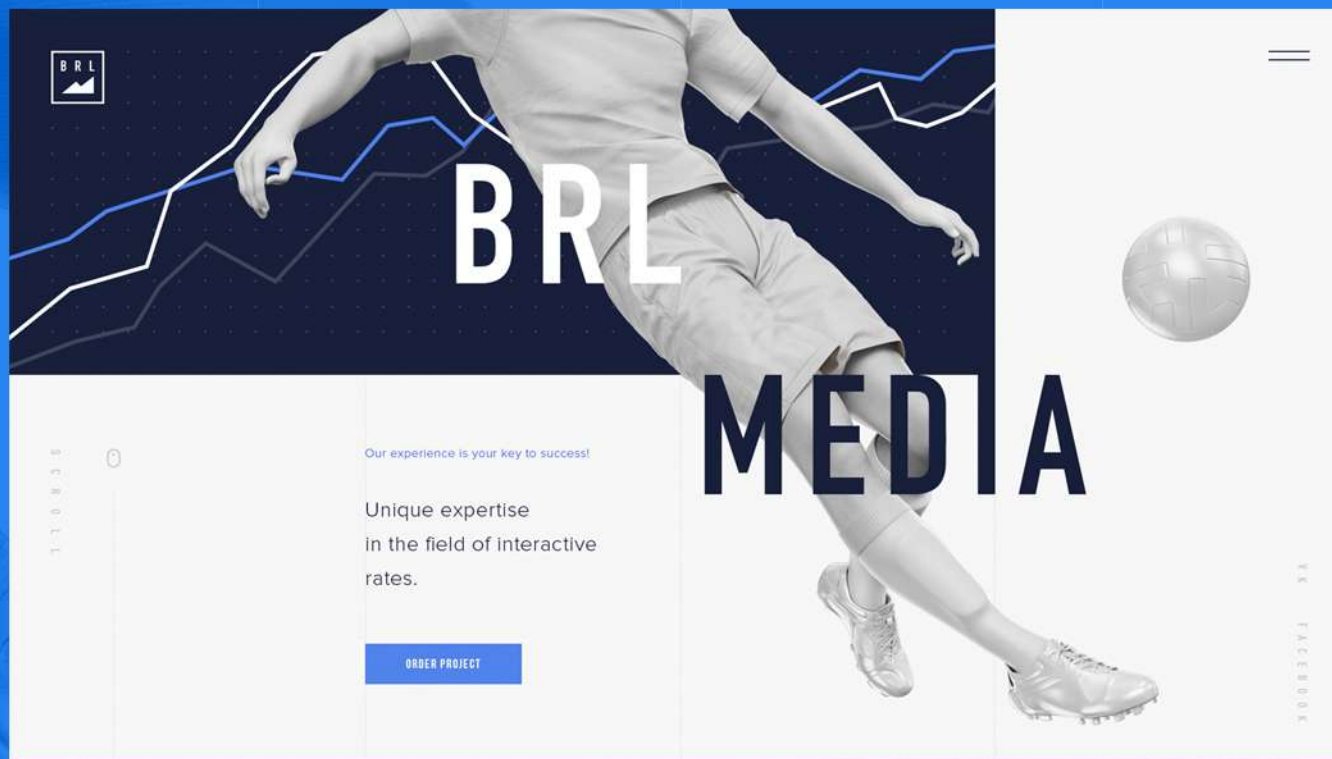 BRL
BRL
MEDIA
SCROLL
Our experience is your key to success!
Unique expertise
in the field of interactive
rates.
ORDER PROJECT
VK
FACEBOOK